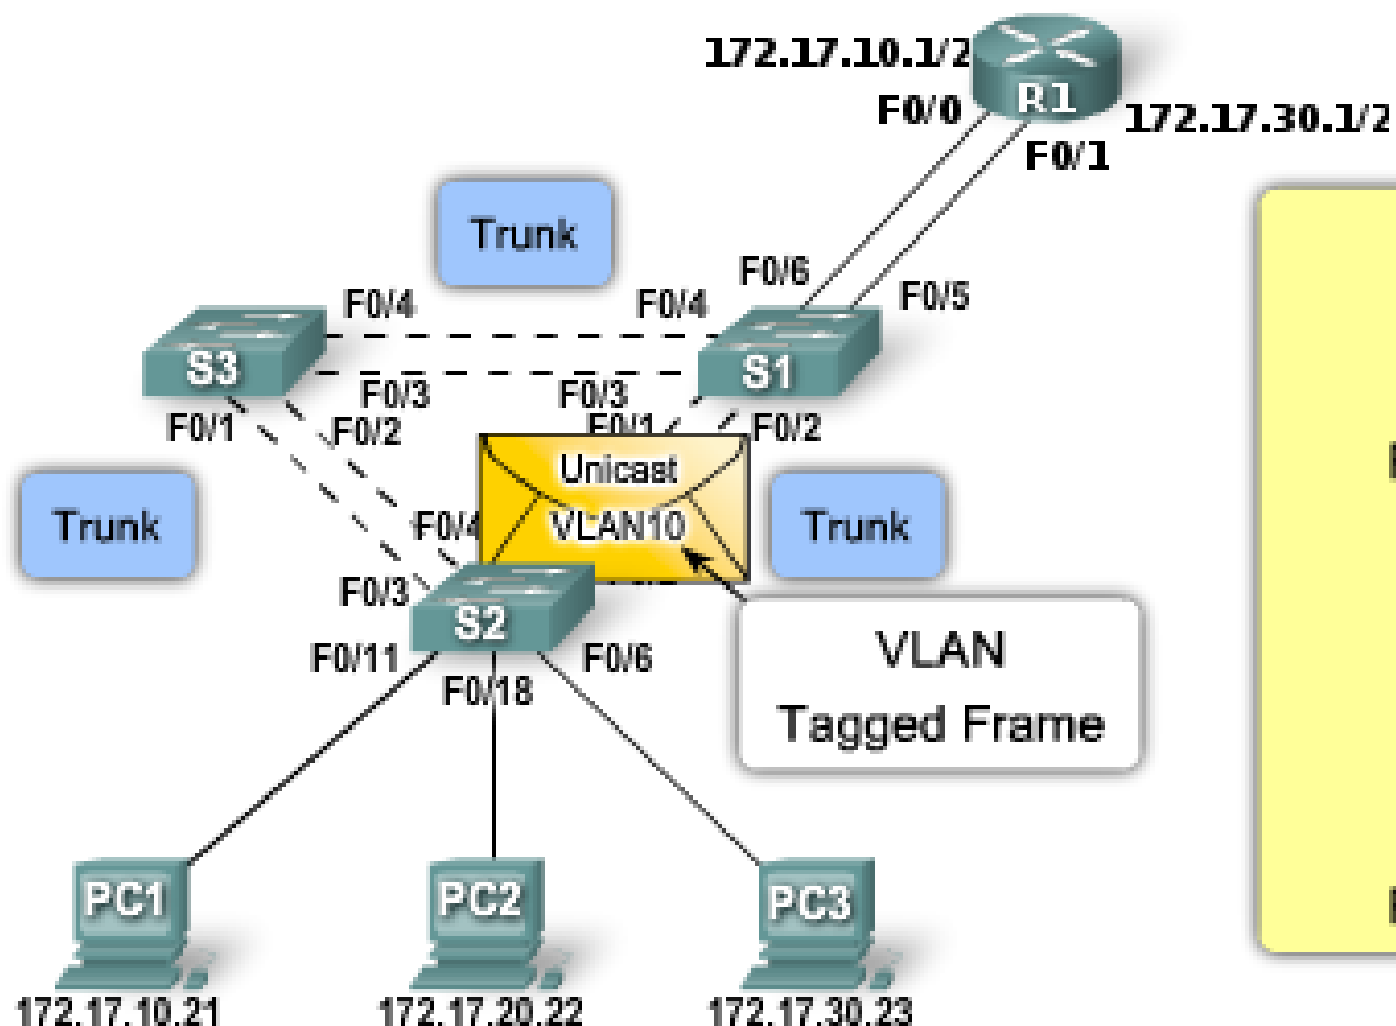 172.17.10.1/2
R1
F0/0
172.17.30.1/2
F0/1
Trunk
F0/6
F0/5
F0/4
F0/4
S3
S1
F0/3
F0/3
F0/1
F0/2
F0/1
F0/2
Unicast
VLAN10
Trunk
Trunk
F0/4
F0/3
S2
F0/11
F0/18
F0/6
VLAN
Tagged Frame
PC1
PC2
PC3
172.17.10.21
172.17.20.22
172.17.30.23